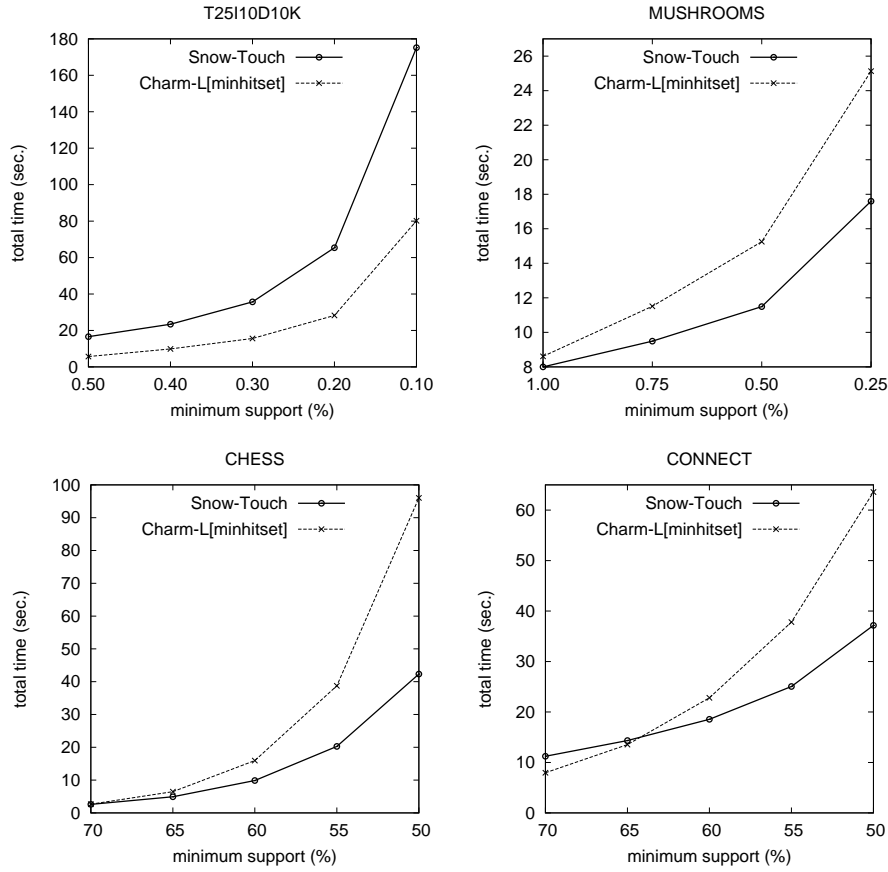 T25I10D10K
180
160
140
120
100
80
60
40
20
0
total time (sec.)
Snow-Touch
Charm-L[minhitset]
0.50 0.40 0.30 0.20 0.10
minimum support (%)
MUSHROOMS
26
24
22
20
18
16
14
12
10
8
total time (sec.)
Snow-Touch
Charm-L[minhitset]
1.00 0.75 0.50 0.25
minimum support (%)
CHESS
100
90
80
70
60
50
40
30
20
10
0
total time (sec.)
Snow-Touch
Charm-L[minhitset]
70 65 60 55 50
minimum support (%)
CONNECT
60
50
40
30
20
10
0
total time (sec.)
Snow-Touch
Charm-L[minhitset]
70 65 60 55 50
minimum support (%)